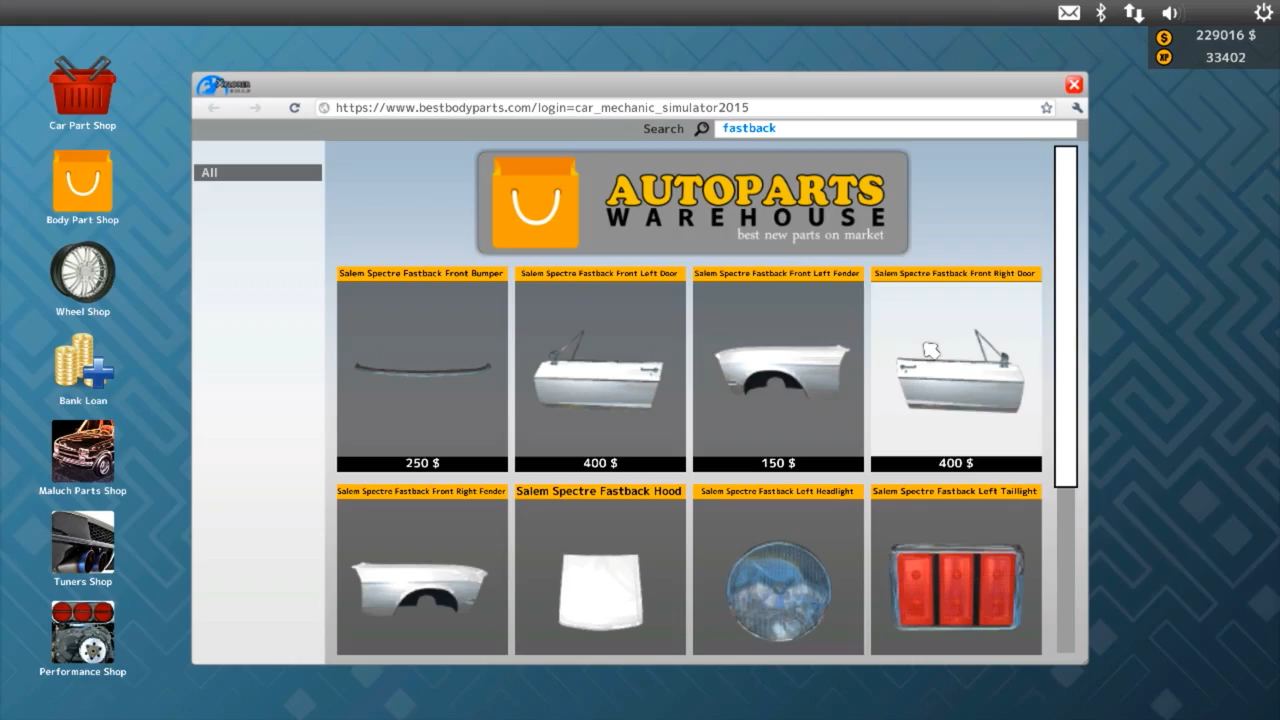 229016 $
33402
https://www.bestbodyparts.com/login=car_mechanic_simulator2015
Search fastback
All
AUTOPARTS
WAREHOUSE
best new parts on market
Car Part Shop
Body Part Shop
Wheel Shop
Bank Loan
Maluch Parts Shop
Tuners Shop
Performance Shop
Salem Spectre Fastback Front Bumper
250 $
Salem Spectre Fastback Front Left Door
400 $
Salem Spectre Fastback Front Left Fender
150 $
Salem Spectre Fastback Front Right Door
400 $
Salem Spectre Fastback Front Right Fender
Salem Spectre Fastback Hood
Salem Spectre Fastback Left Headlight
Salem Spectre Fastback Left Taillight
$
XP